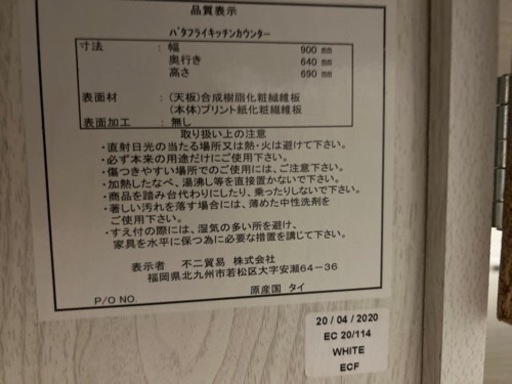 品質表示
バタフライキッチンカウンター
寸法 : 幅 900 mm
奥行き 640 mm
高さ 690 mm
表面材 : (天板)合成樹脂化粧繊維板
(本体)プリント紙化粧繊維板
表面加工 : 無し
取り扱い上の注意
・直射日光の当たる場所又は熱・火は避けて下さい。
・必ず本来の用途だけにご使用下さい。
・傷つきやすい場所でのご使用には、ご注意下さい。
・加熱したなべ、湯沸し等を直接置かないで下さい。
・商品を踏み台代わりにしたり、乗ったりしないで下さい。
・著しい汚れを落す場合には、薄めた中性洗剤を
ご使用下さい。
・すえ付の際には、湿気の多い所を避け、
家具を水平に保つ為に必要な措置を講じて下さい。
表示者 不二貿易 株式会社
福岡県北九州市若松区大字安瀬64-36
P/O NO. 原産国 タイ
20 / 04 / 2020
EC 20/114
WHITE
ECF